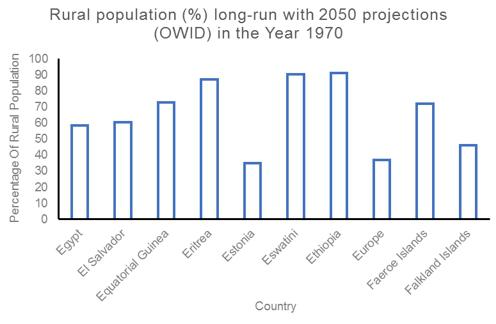 Rural population (%) long-run with 2050 projections
(OWID) in the Year 1970
Percentage Of Rural Population
100
90
80
70
60
50
40
30
20
10
0
Egypt
El Salvador
Equatorial Guinea
Eritrea
Estonia
Eswatini
Ethiopia
Europe
Faeroe Islands
Falkland Islands
Country